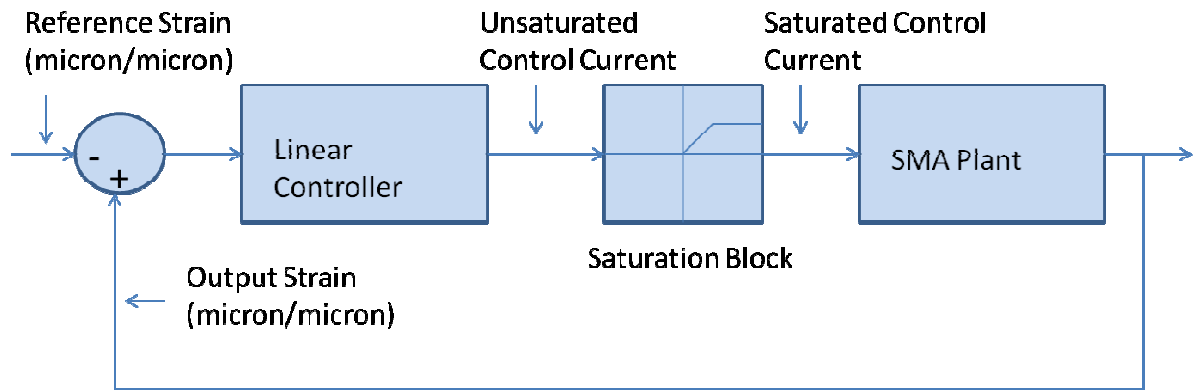 Reference Strain
(micron/micron)
Unsaturated
Control Current
Saturated Control
Current
-
+
Linear
Controller
SMA Plant
Saturation Block
Output Strain
(micron/micron)